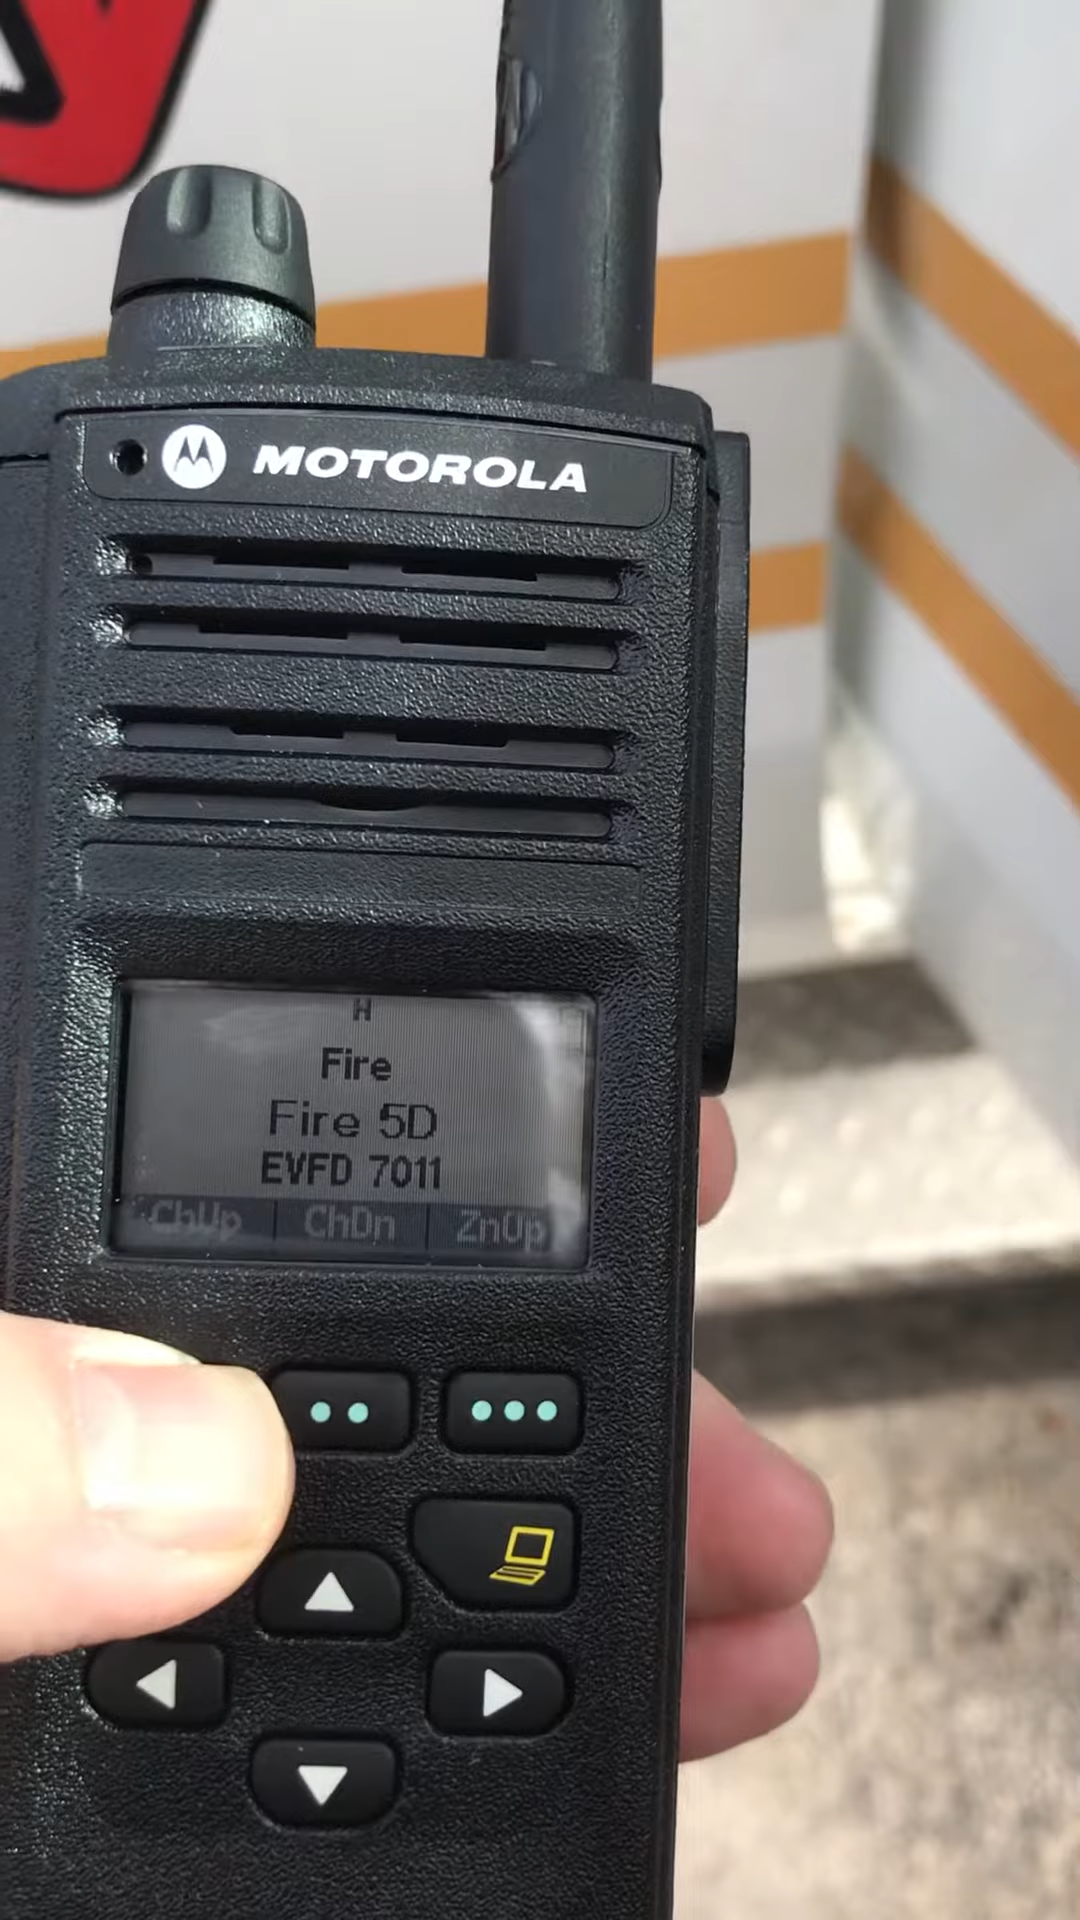 MOTOROLA
H
Fire
Fire 5D
EVFD 7011
ChUp ChDn ZnUp